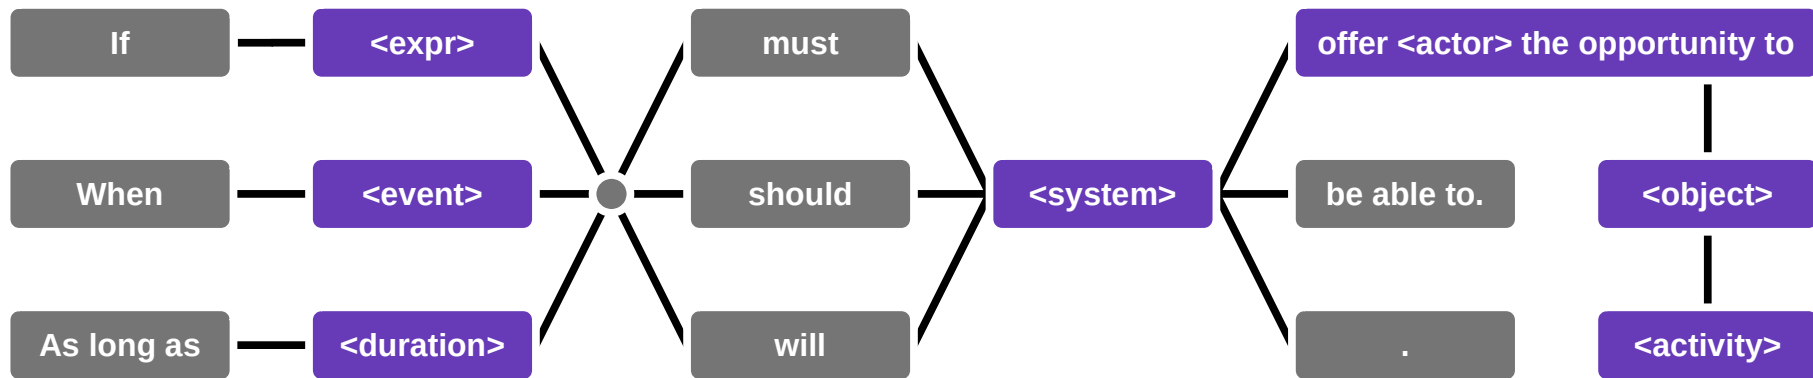 If <expr> must offer <actor> the opportunity to
When <event> should <system> be able to. <object>
As long as <duration> will . <activity>